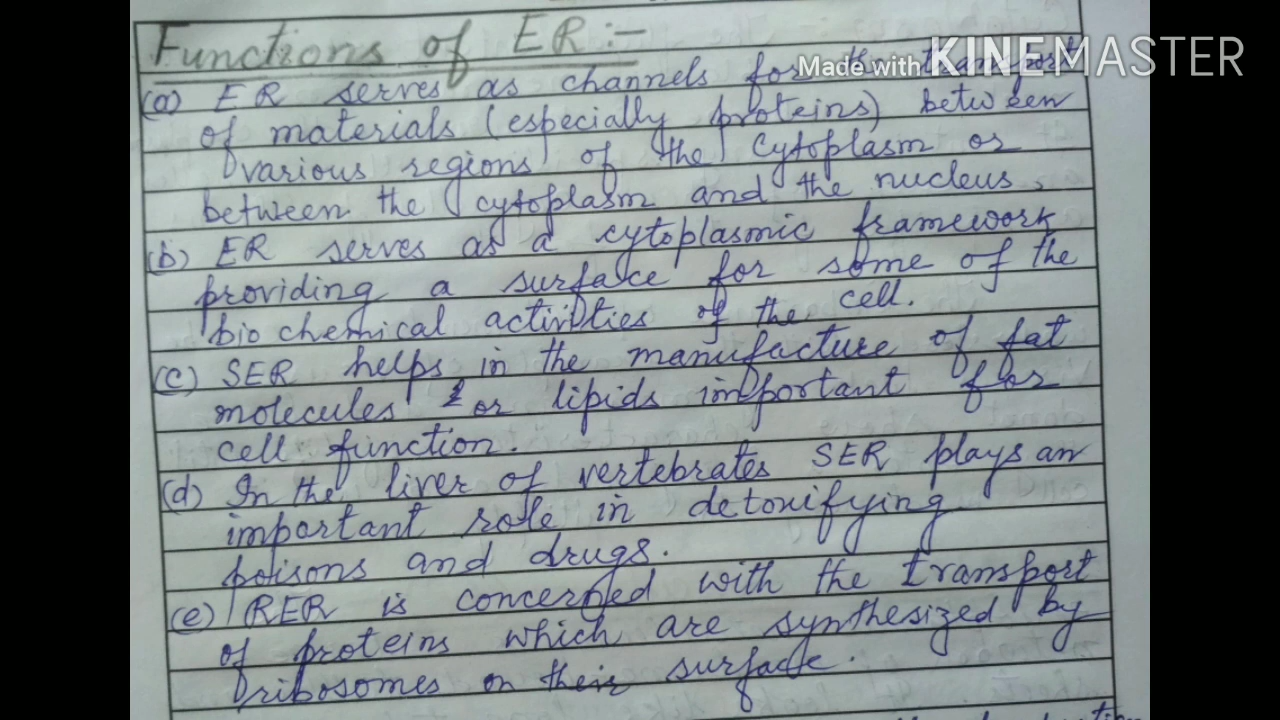 Functions of ER :-
Made with KINEMASTER
(a) ER serves as channels for the transport
of materials (especially proteins) between
various regions of the cytoplasm or
between the cytoplasm and the nucleus.
(b) ER serves as a cytoplasmic framework
providing a surface for some of the
bio chemical activities of the cell.
(c) SER helps in the manufacture of fat
molecules or lipids important for
cell function.
(d) In the liver of vertebrates SER plays an
important role in detoxifying
poisons and drugs.
(e) RER is concerned with the transport
of proteins which are synthesized by
ribosomes on their surface.